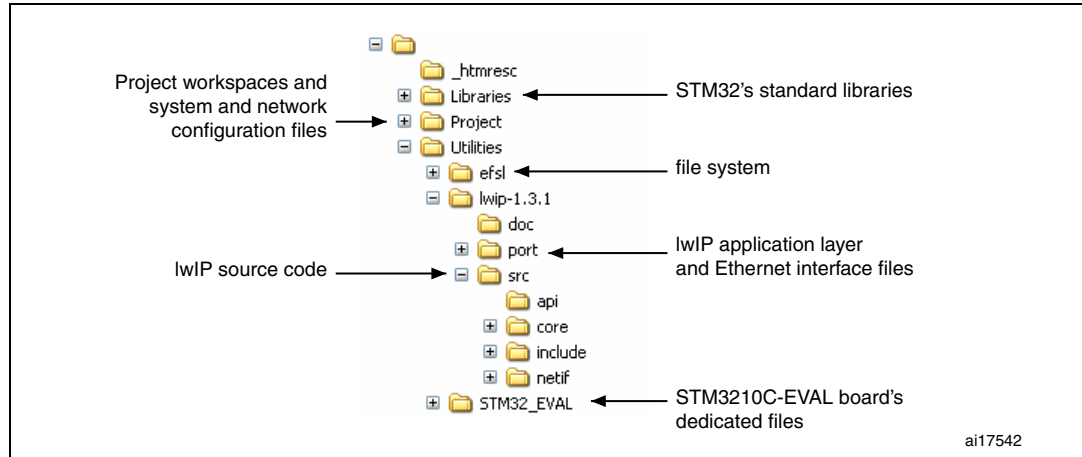 _htmresc
Project workspaces and
system and network
configuration files
Libraries
STM32's standard libraries
Project
Utilities
efsl
file system
lwip-1.3.1
doc
port
lwIP application layer
and Ethernet interface files
lwIP source code
src
api
core
include
netif
STM32_EVAL
STM3210C-EVAL board's
dedicated files
ai17542